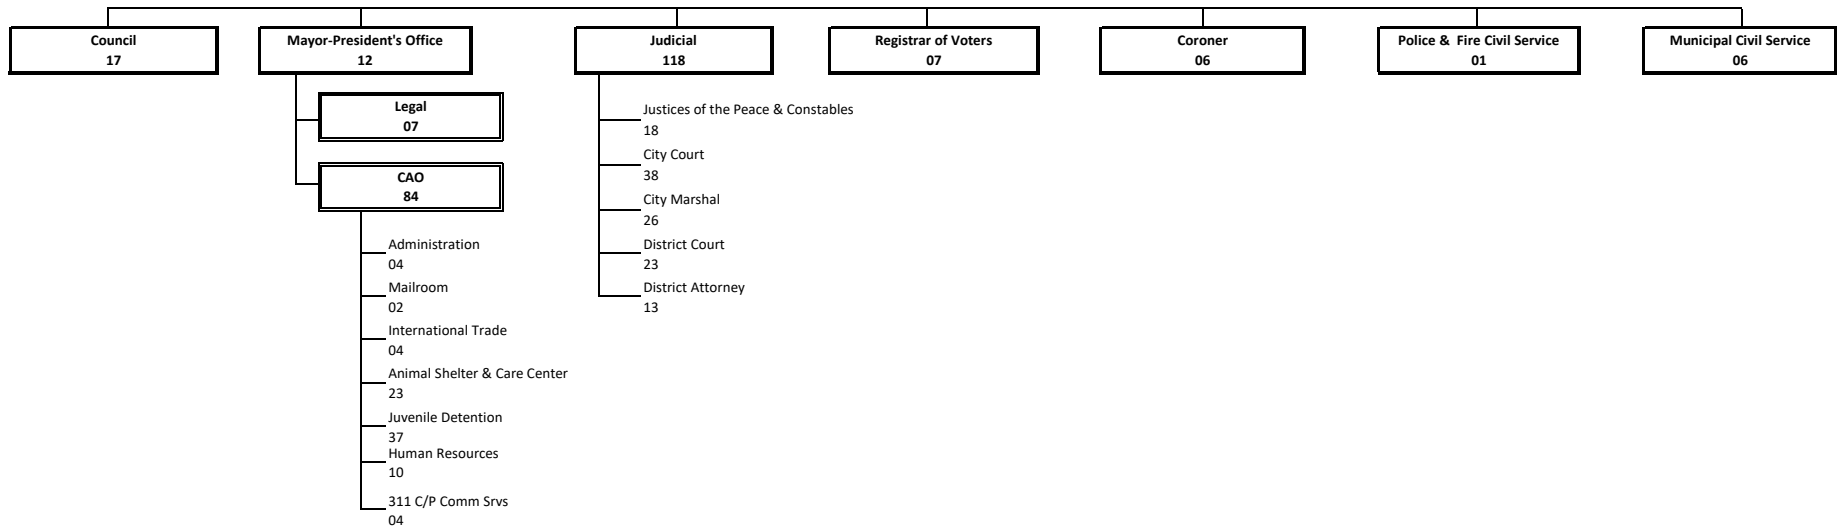 Council
17
Mayor-President's Office
12
Judicial
118
Registrar of Voters
07
Coroner
06
Police & Fire Civil Service
01
Municipal Civil Service
06
Legal
07
CAO
84
Administration
04
Mailroom
02
International Trade
04
Animal Shelter & Care Center
23
Juvenile Detention
37
Human Resources
10
311 C/P Comm Srvs
04
Justices of the Peace & Constables
18
City Court
38
City Marshal
26
District Court
23
District Attorney
13